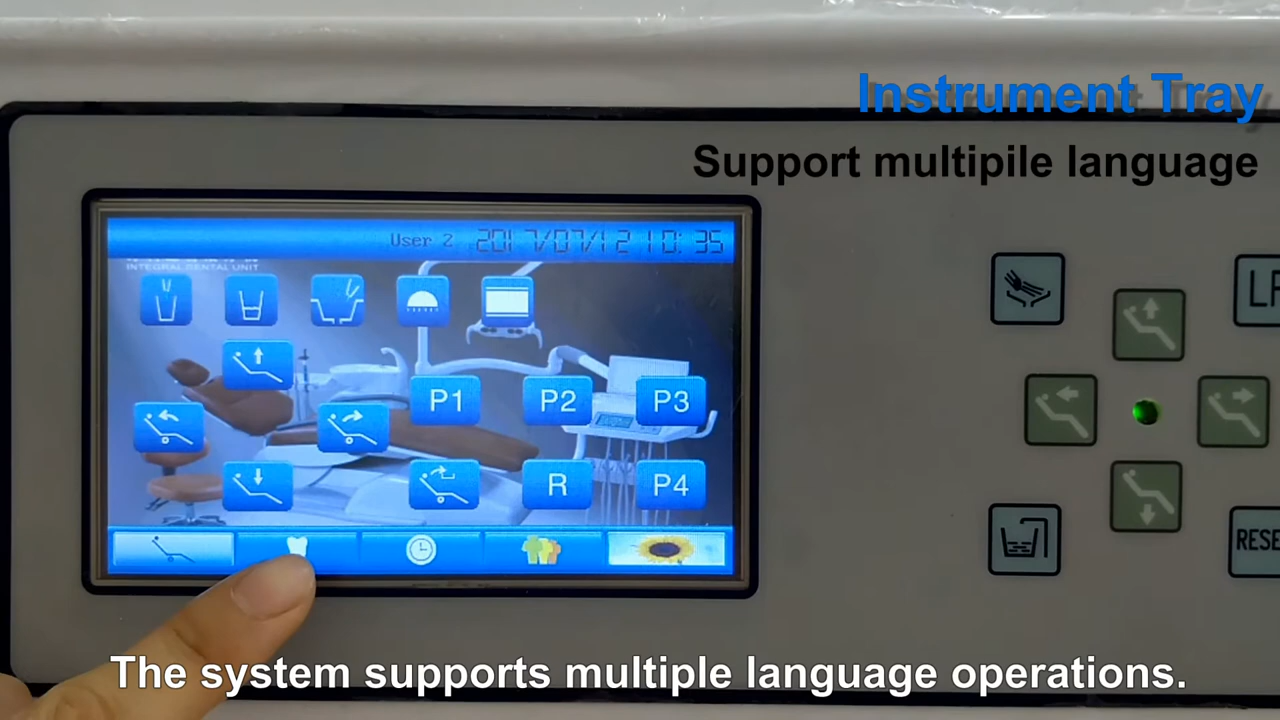 Instrument Tray
Support multipile language
User 2 2017/07/12 10:35
INTEGRAL DENTAL UNIT
P1 P2 P3
R P4
RESE
The system supports multiple language operations.